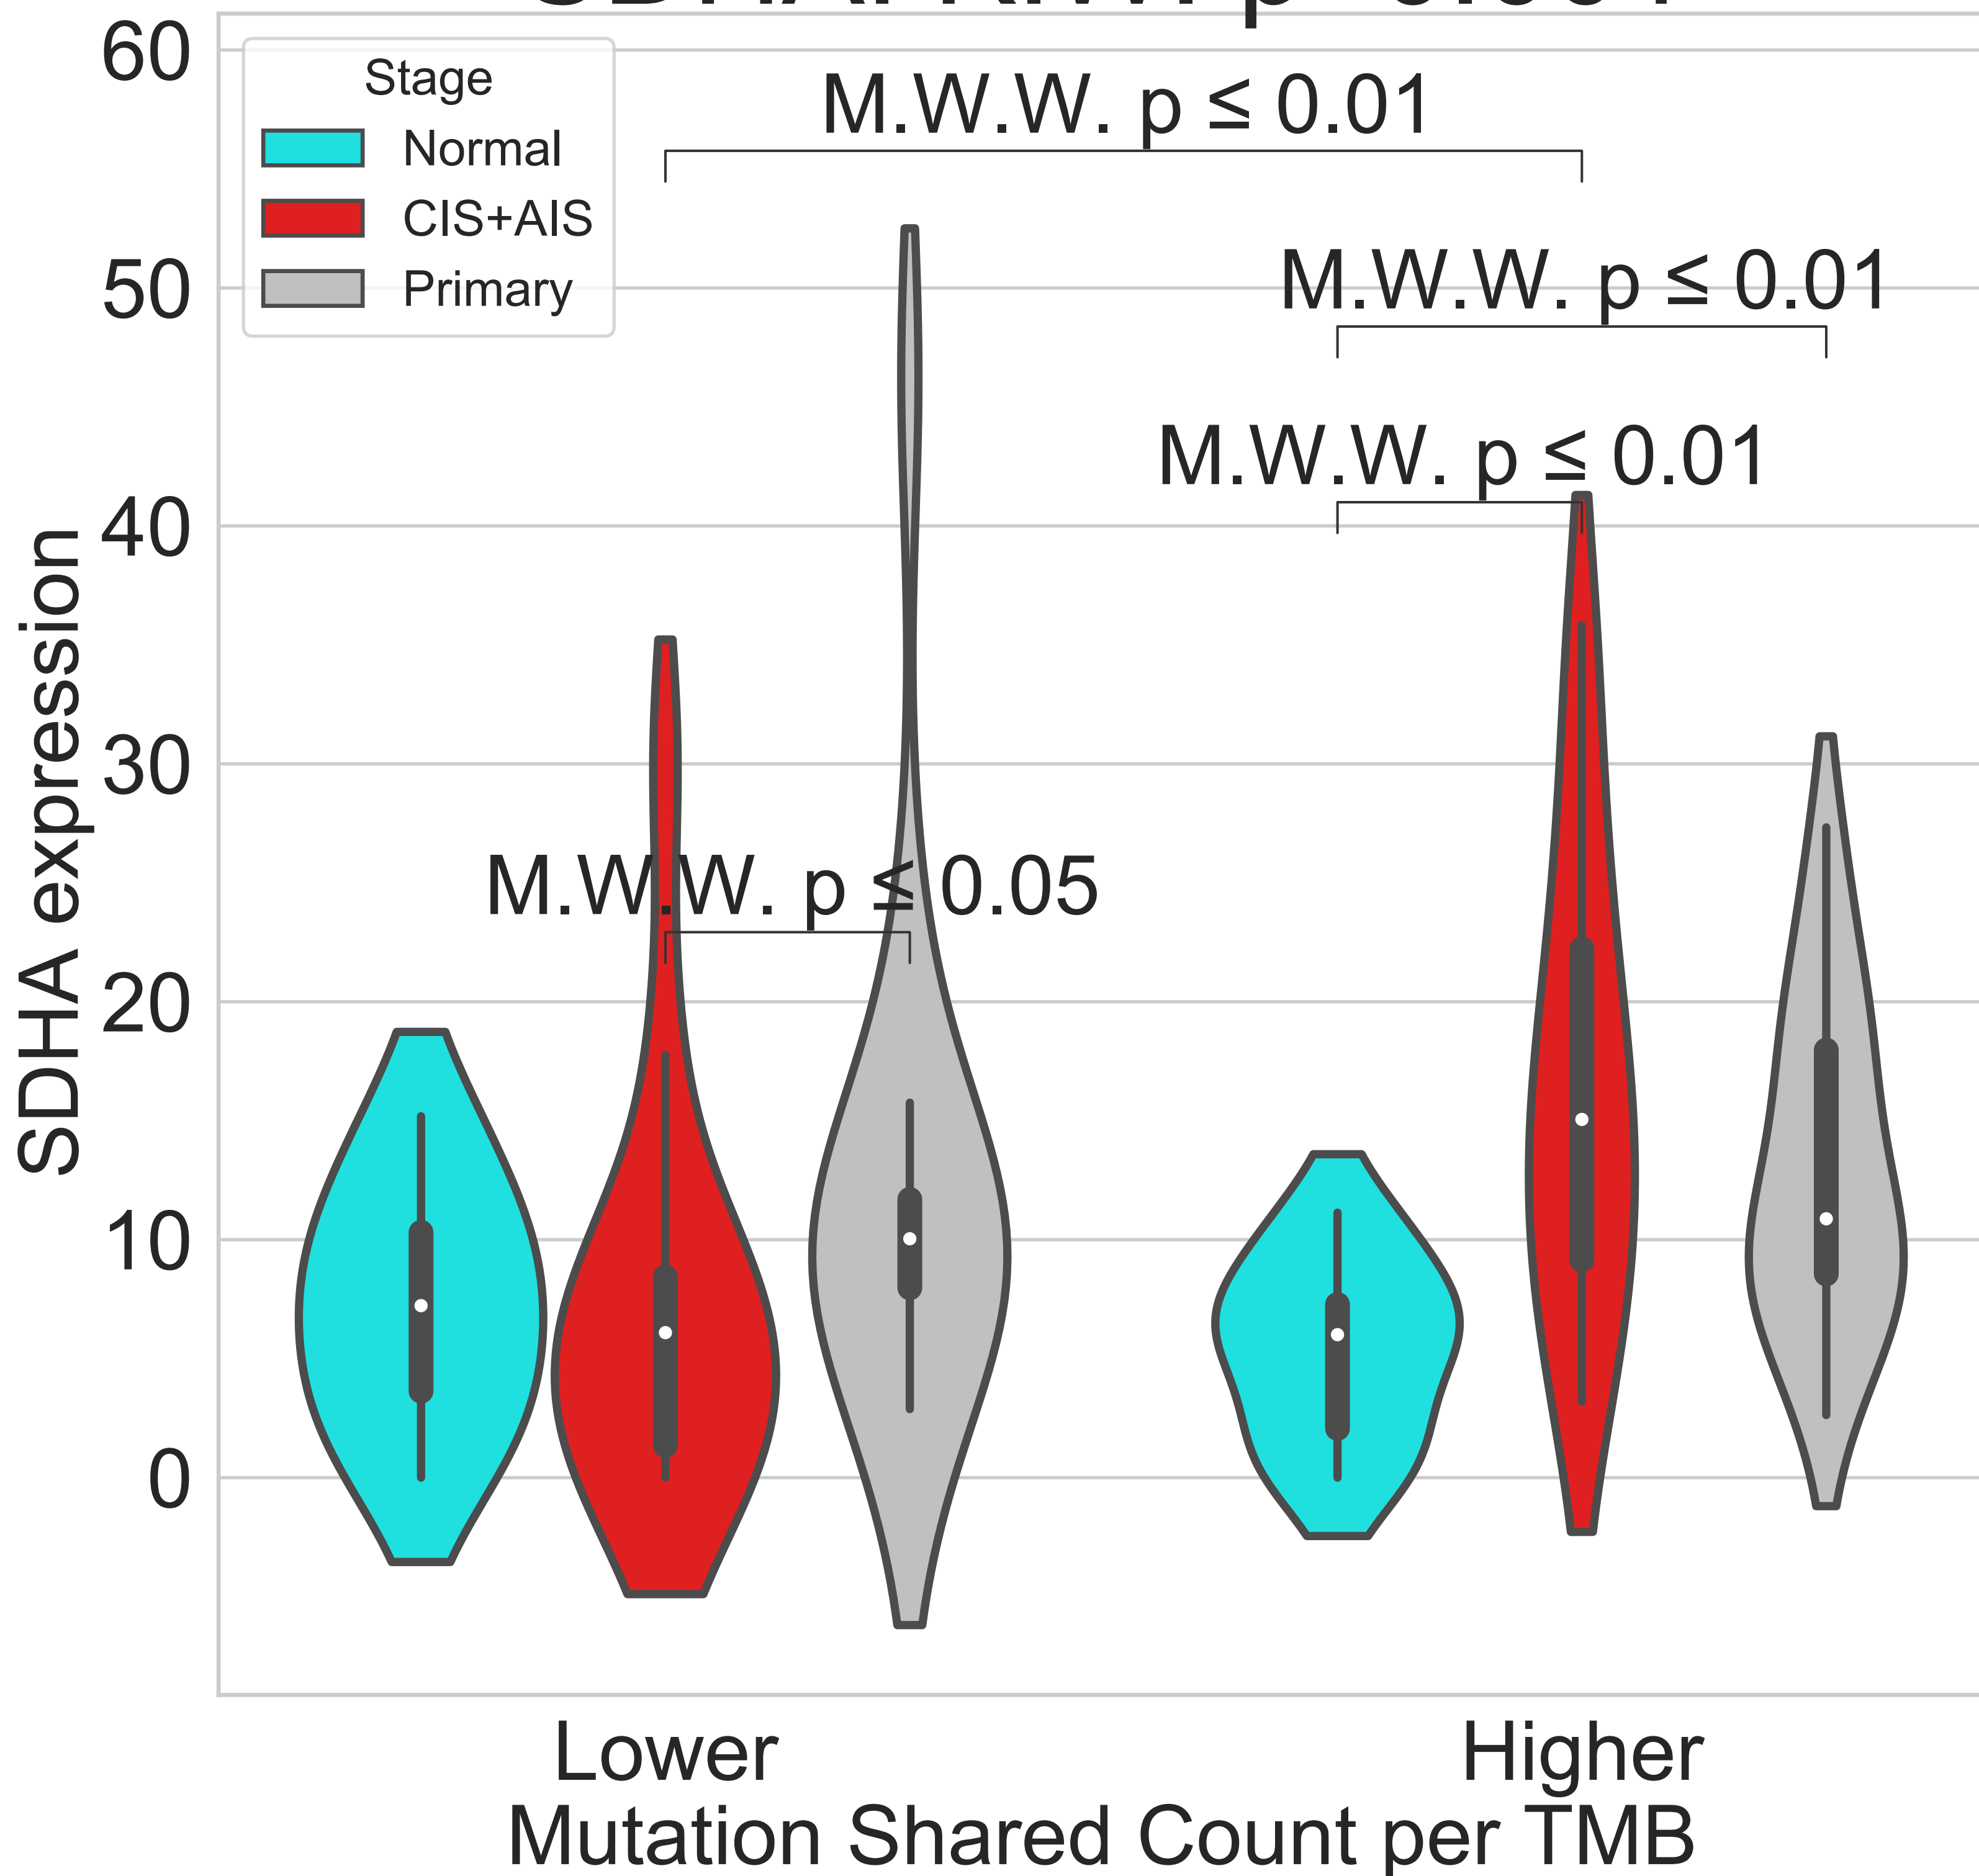 60
Stage
Normal
CIS+AIS
Primary
M.W.W. p ≤ 0.01
50
M.W.W. p ≤ 0.01
M.W.W. p ≤ 0.01
40
30
M.W.W. p ≤ 0.05
20
10
0
SDHA expression
Lower
Higher
Mutation Shared Count per TMB